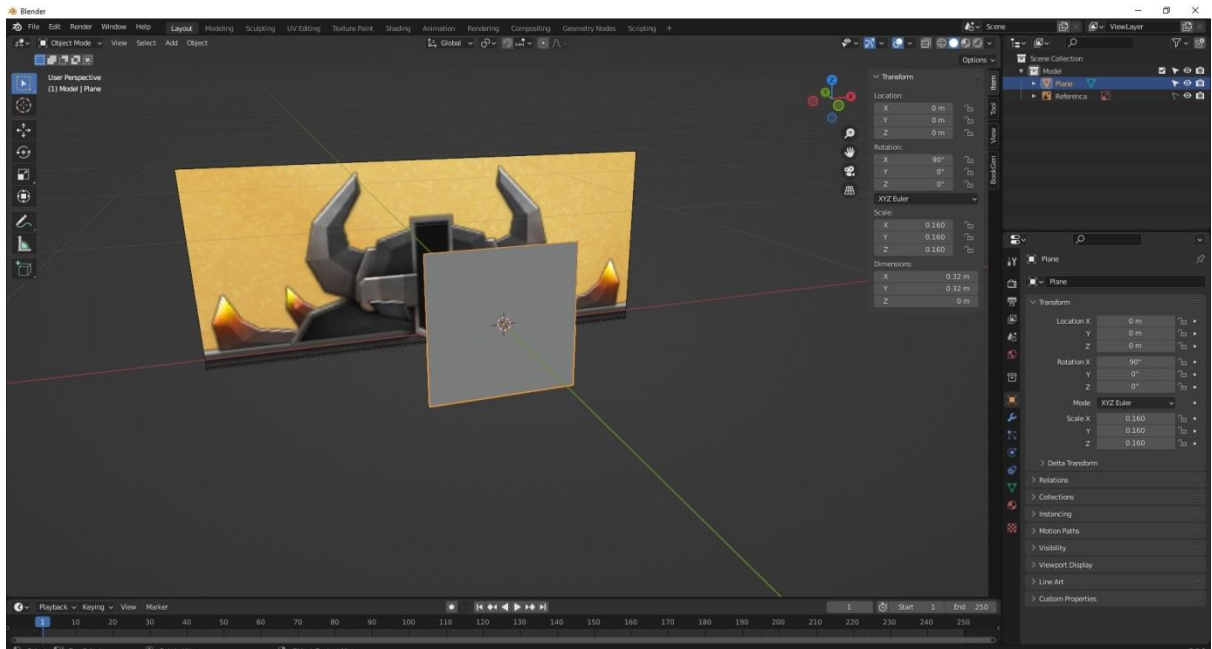 Blender
File Edit Render Window Help Layout Modeling Sculpting UV Editing Texture Paint Shading Animation Rendering Compositing Geometry Nodes Scripting + Scene ViewLayer
Object Mode View Select Add Object Global
Options
User Perspective
(1) Model | Plane
Transform
Location:
X 0 m
Y 0 m
Z 0 m
Rotation:
X 90°
Y 0°
Z 0°
XYZ Euler
Scale:
X 0.160
Y 0.160
Z 0.160
Dimensions:
X 0.32 m
Y 0.32 m
Z 0 m
Item
Tool
View
BookGen
Z
Y
X
Scene Collection
Model
Plane
Referenca
Plane
Plane
Transform
Location X 0 m
Y 0 m
Z 0 m
Rotation X 90°
Y 0°
Z 0°
Mode XYZ Euler
Scale X 0.160
Y 0.160
Z 0.160
Delta Transform
Relations
Collections
Instancing
Motion Paths
Visibility
Viewport Display
Line Art
Custom Properties
Playback Keying View Marker 1 Start 1 End 250
1 10 20 30 40 50 60 70 80 90 100 110 120 130 140 150 160 170 180 190 200 210 220 230 240 250